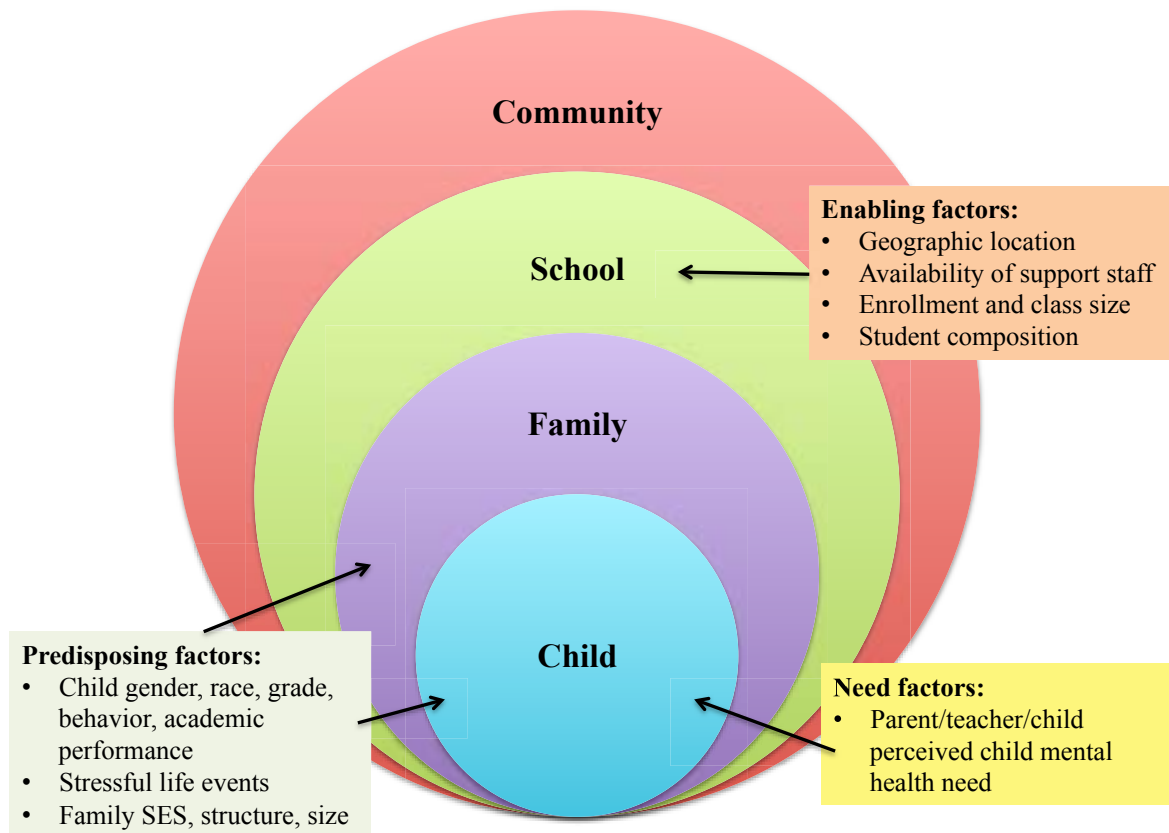 Community
School
Enabling factors:
• Geographic location
• Availability of support staff
• Enrollment and class size
• Student composition
Family
Child
Predisposing factors:
• Child gender, race, grade,
behavior, academic
performance
• Stressful life events
• Family SES, structure, size
Need factors:
• Parent/teacher/child
perceived child mental
health need